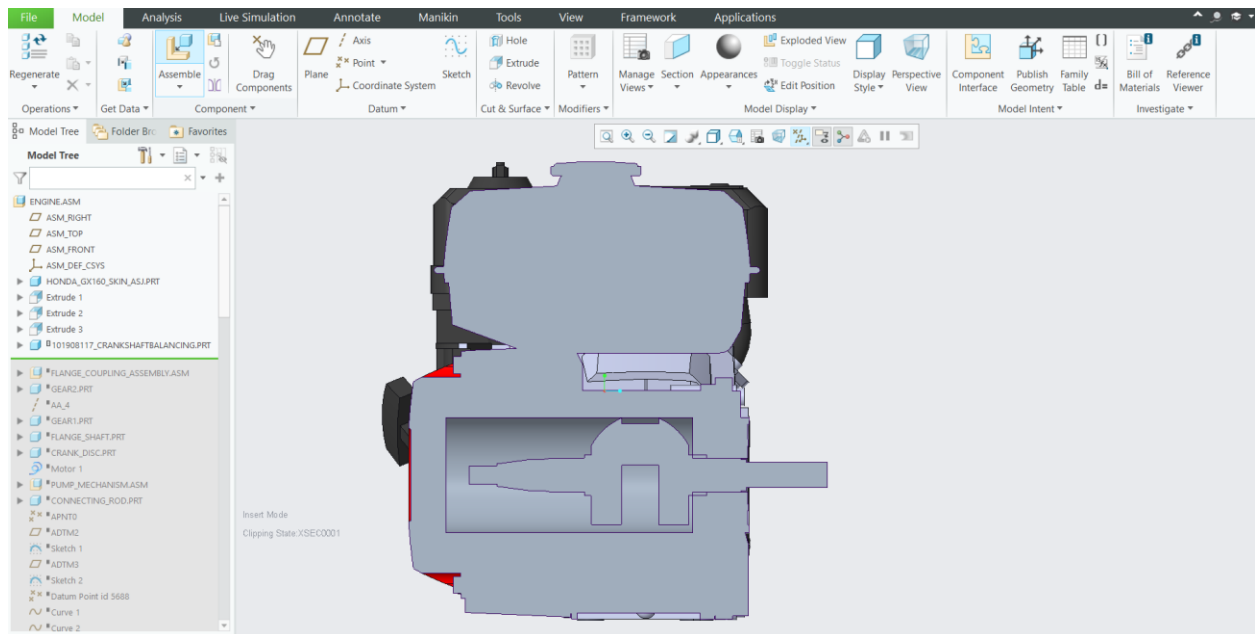 File Model Analysis Live Simulation Annotate Manikin Tools View Framework Applications
Regenerate
Operations
Get Data
Assemble
Drag Components
Component
Plane
Axis
Point
Coordinate System
Sketch
Datum
Hole
Extrude
Revolve
Cut & Surface
Pattern
Modifiers
Manage Views
Section
Appearances
Exploded View
Toggle Status
Edit Position
Display Style
Perspective View
Model Display
Component Interface
Publish Geometry
Family Table
d=
Model Intent
Bill of Materials
Reference Viewer
Investigate
Model Tree Folder Bro Favorites
Model Tree
ENGINE.ASM
ASM_RIGHT
ASM_TOP
ASM_FRONT
ASM_DEF_CSYS
HONDA_GX160_SKIN_ASJ.PRT
Extrude 1
Extrude 2
Extrude 3
101908117_CRANKSHAFTBALANCING.PRT
FLANGE_COUPLING_ASSEMBLY.ASM
GEAR2.PRT
AA_4
GEAR1.PRT
FLANGE_SHAFT.PRT
CRANK_DISC.PRT
Motor 1
PUMP_MECHANISM.ASM
CONNECTING_ROD.PRT
APNT0
ADTM2
Sketch 1
ADTM3
Sketch 2
Datum Point id 5668
Curve 1
Curve 2
Insert Mode
Clipping State:XSEC0001